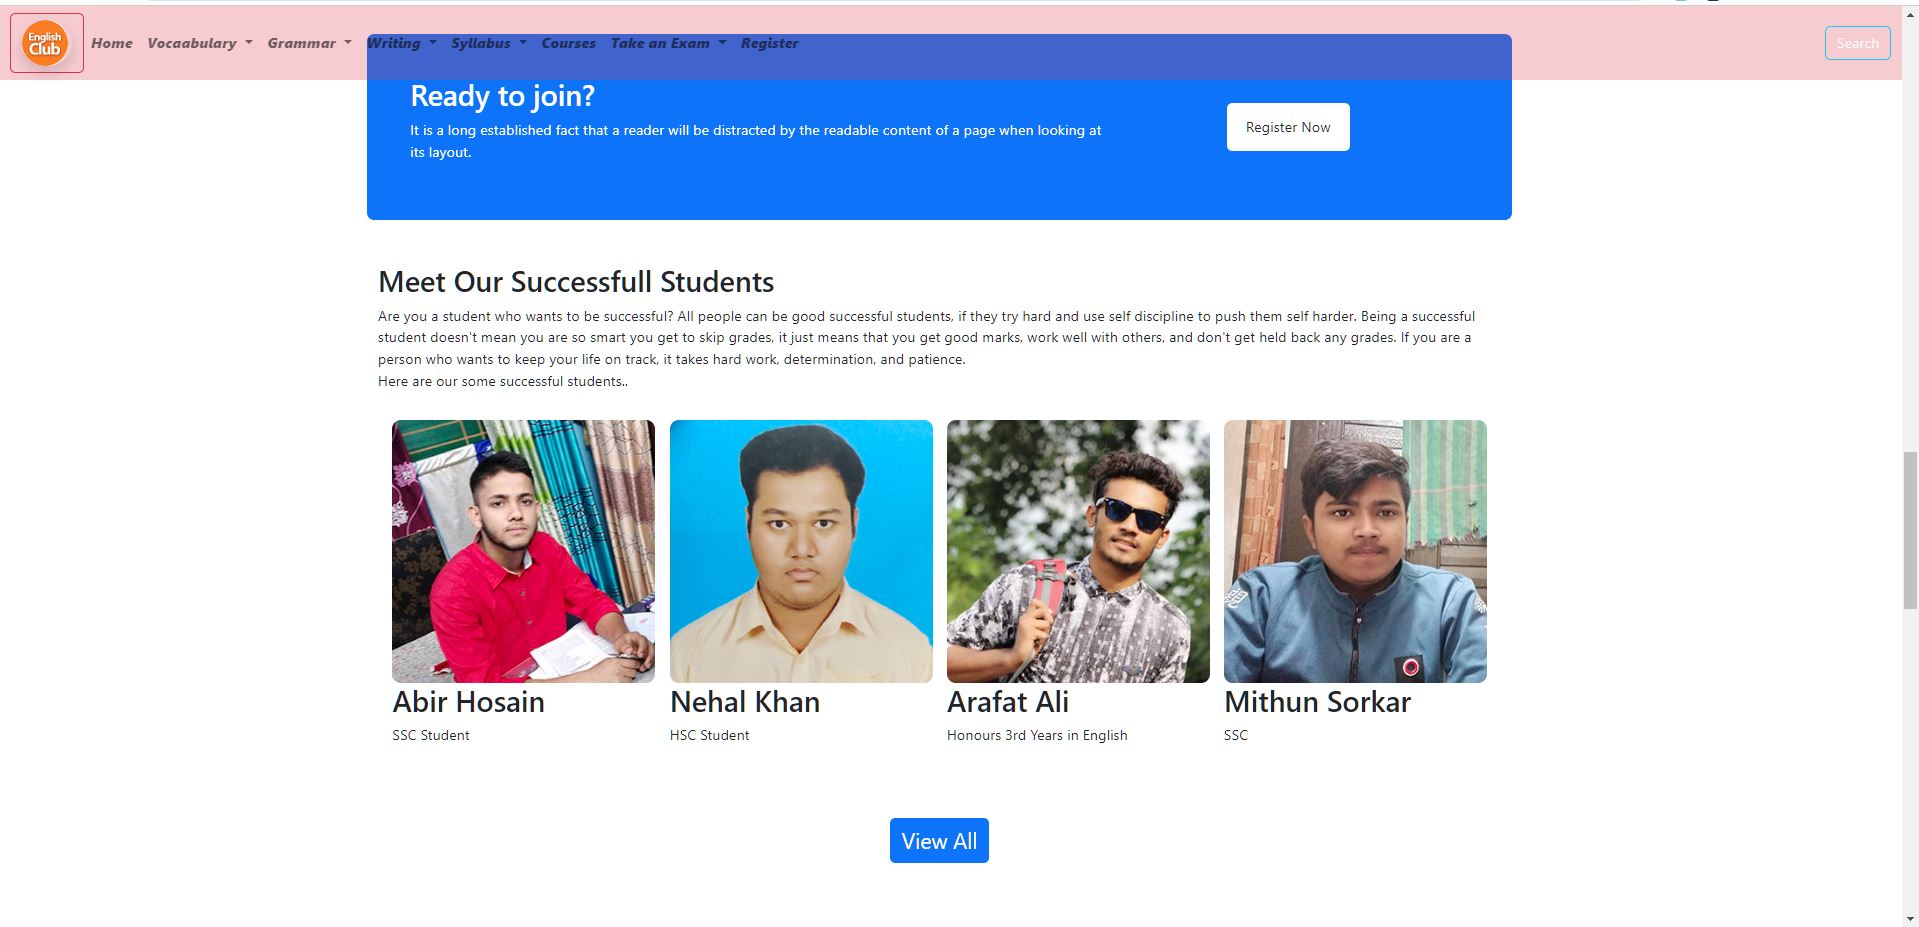 English
Club
Home Vocaabulary Grammar Writing Syllabus Courses Take an Exam Register Search
Ready to join?
It is a long established fact that a reader will be distracted by the readable content of a page when looking at
its layout.
Register Now
Meet Our Successfull Students
Are you a student who wants to be successful? All people can be good successful students, if they try hard and use self discipline to push them self harder. Being a successful
student doesn't mean you are so smart you get to skip grades, it just means that you get good marks, work well with others, and don't get held back any grades. If you are a
person who wants to keep your life on track, it takes hard work, determination, and patience.
Here are our some successful students..
Abir Hosain
SSC Student
Nehal Khan
HSC Student
Arafat Ali
Honours 3rd Years in English
Mithun Sorkar
SSC
View All